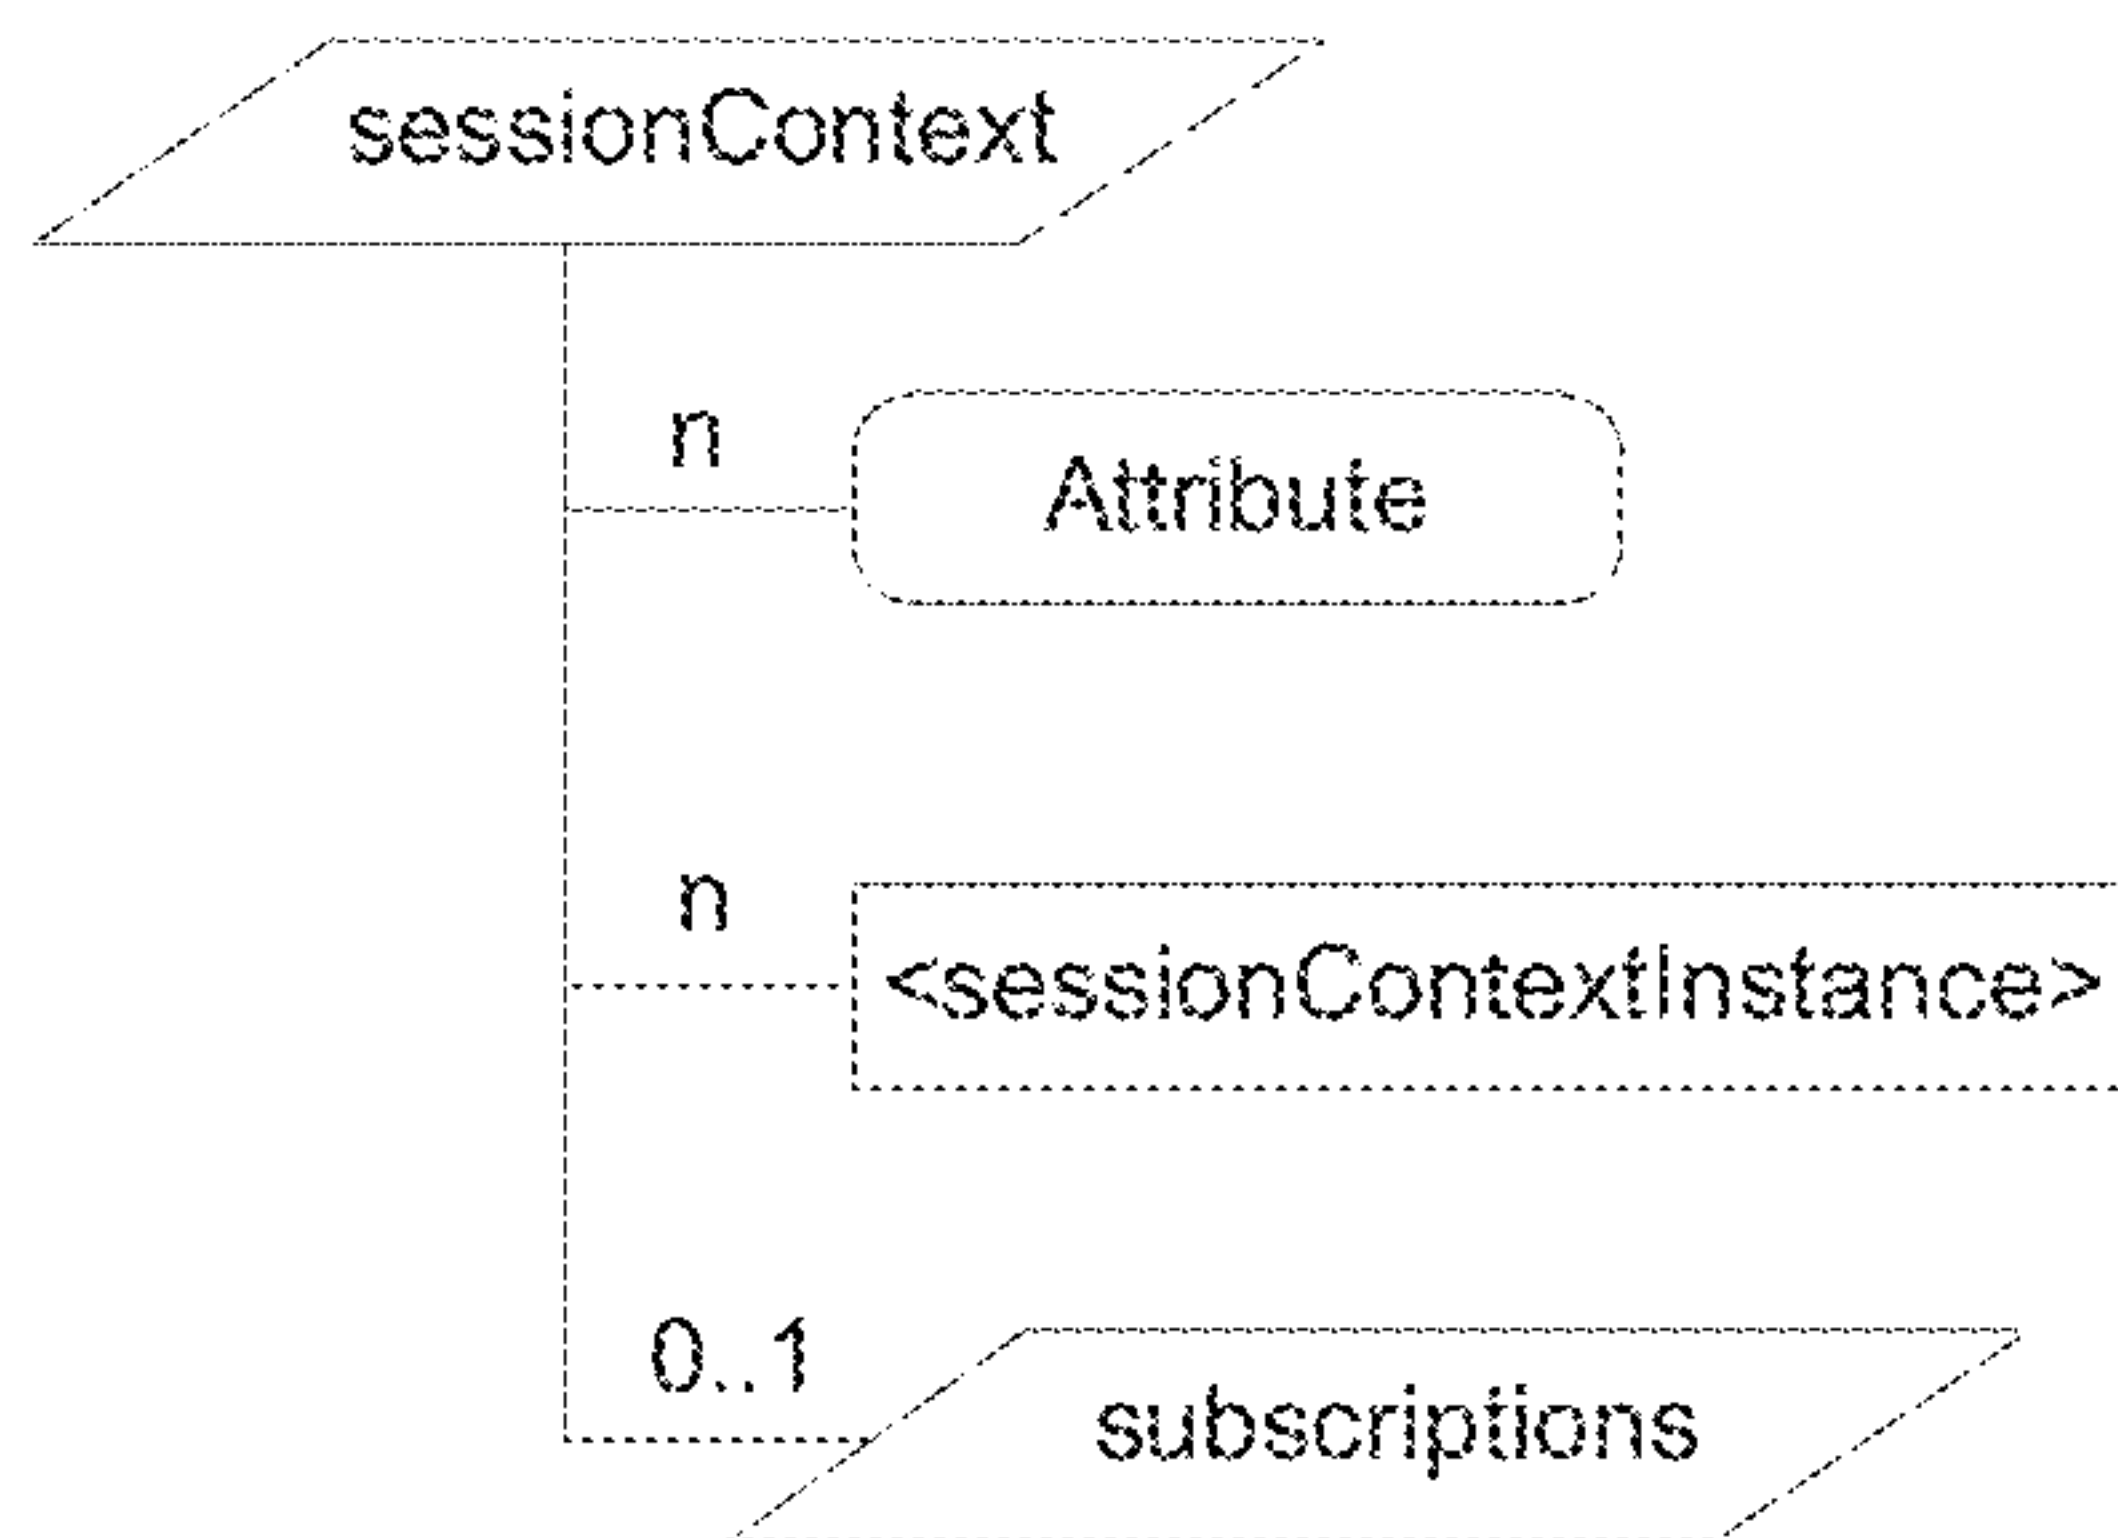 sessionContext
n
Attribute
n
<sessionContextInstance>
0..1
subscriptions